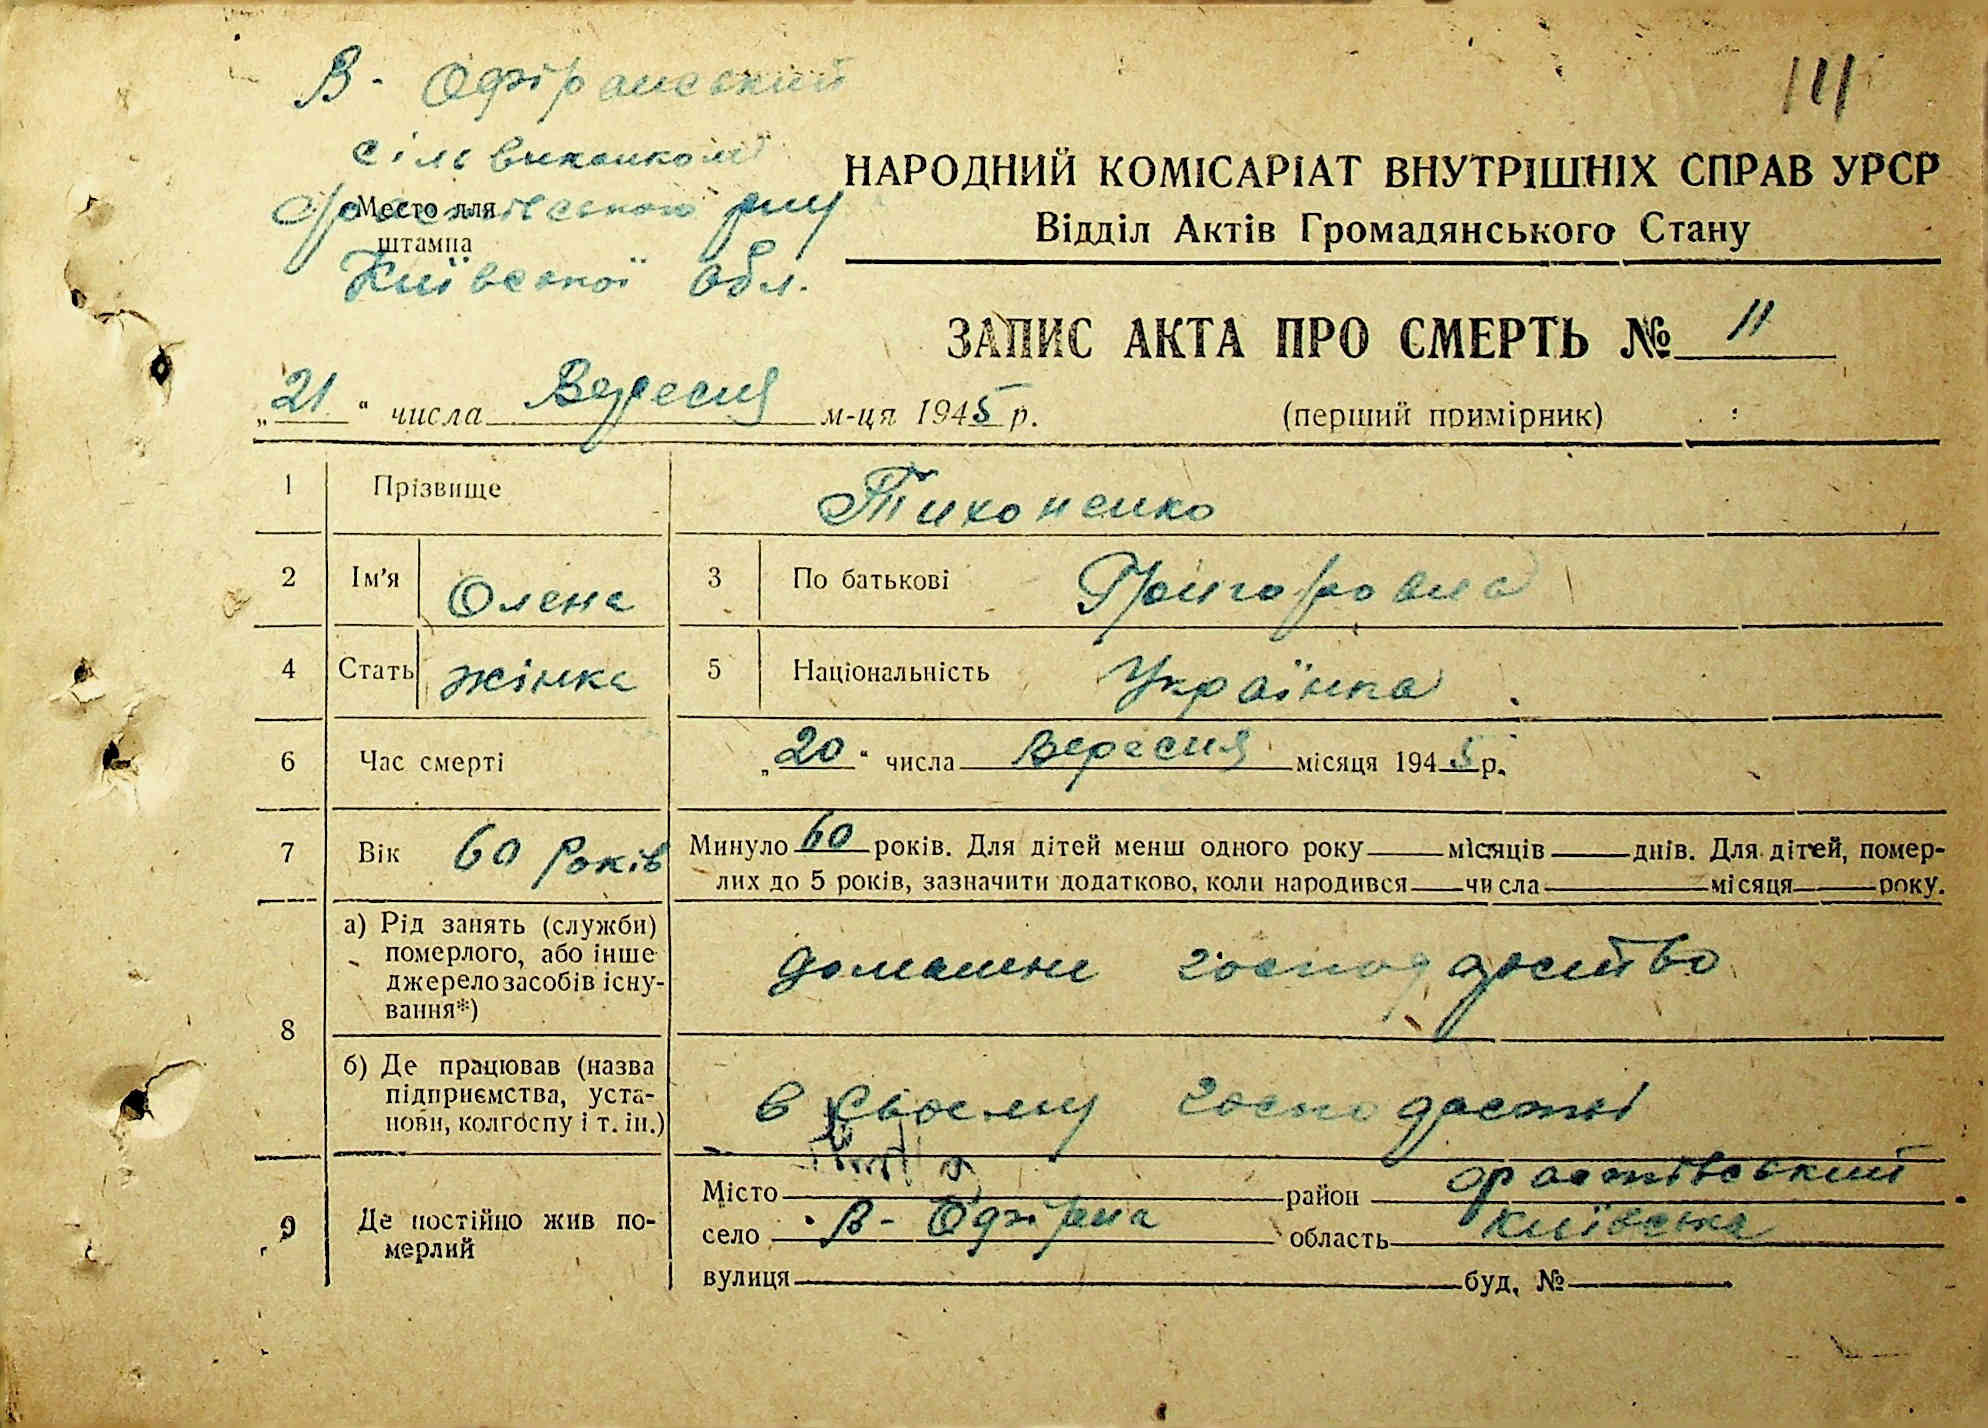 111
В-Офірамский
сільвиконком
Фастівського р-ну
Место для
штампа
Київської обл.
НАРОДНИЙ КОМІСАРІАТ ВНУТРІШНІХ СПРАВ УРСР
Відділ Актів Громадянського Стану
ЗАПИС АКТА ПРО СМЕРТЬ № 11
„21“ числа Вересня м-ця 1945 р. (перший примірник)
1 Прізвище Тихоненко
2 Ім'я Олена 3 По батькові Григоровна
4 Стать жінка 5 Національність Українка
6 Час смерті „20“ числа вересня місяця 1945 р.
7 Вік 60 років Минуло 60 років. Для дітей менш одного року місяців днів. Для дітей, помер-
лих до 5 років, зазначити додатково, коли народився числа місяця року.
8 а) Рід занять (служби)
померлого, або інше
джерело засобів існу-
вання*)
домашнє господарство
б) Де працював (назва
підприємства, уста-
нови, колгоспу і т. ін.)
в своєму господарстві
9 Де постійно жив по-
мерлий
Місто район Фастівський
село В- область Київська
вулиця буд. №